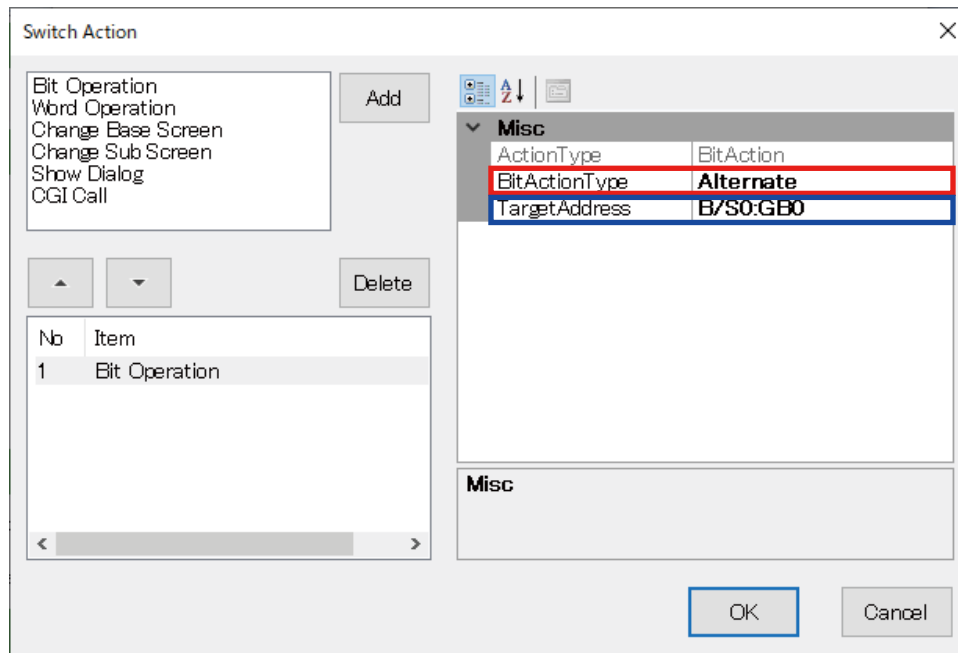 Switch Action
Bit Operation
Word Operation
Change Base Screen
Change Sub Screen
Show Dialog
CGI Call
Add
Delete
No Item
1 Bit Operation
Misc
ActionType BitAction
BitActionType Alternate
TargetAddress B/S0:GB0
Misc
OK Cancel